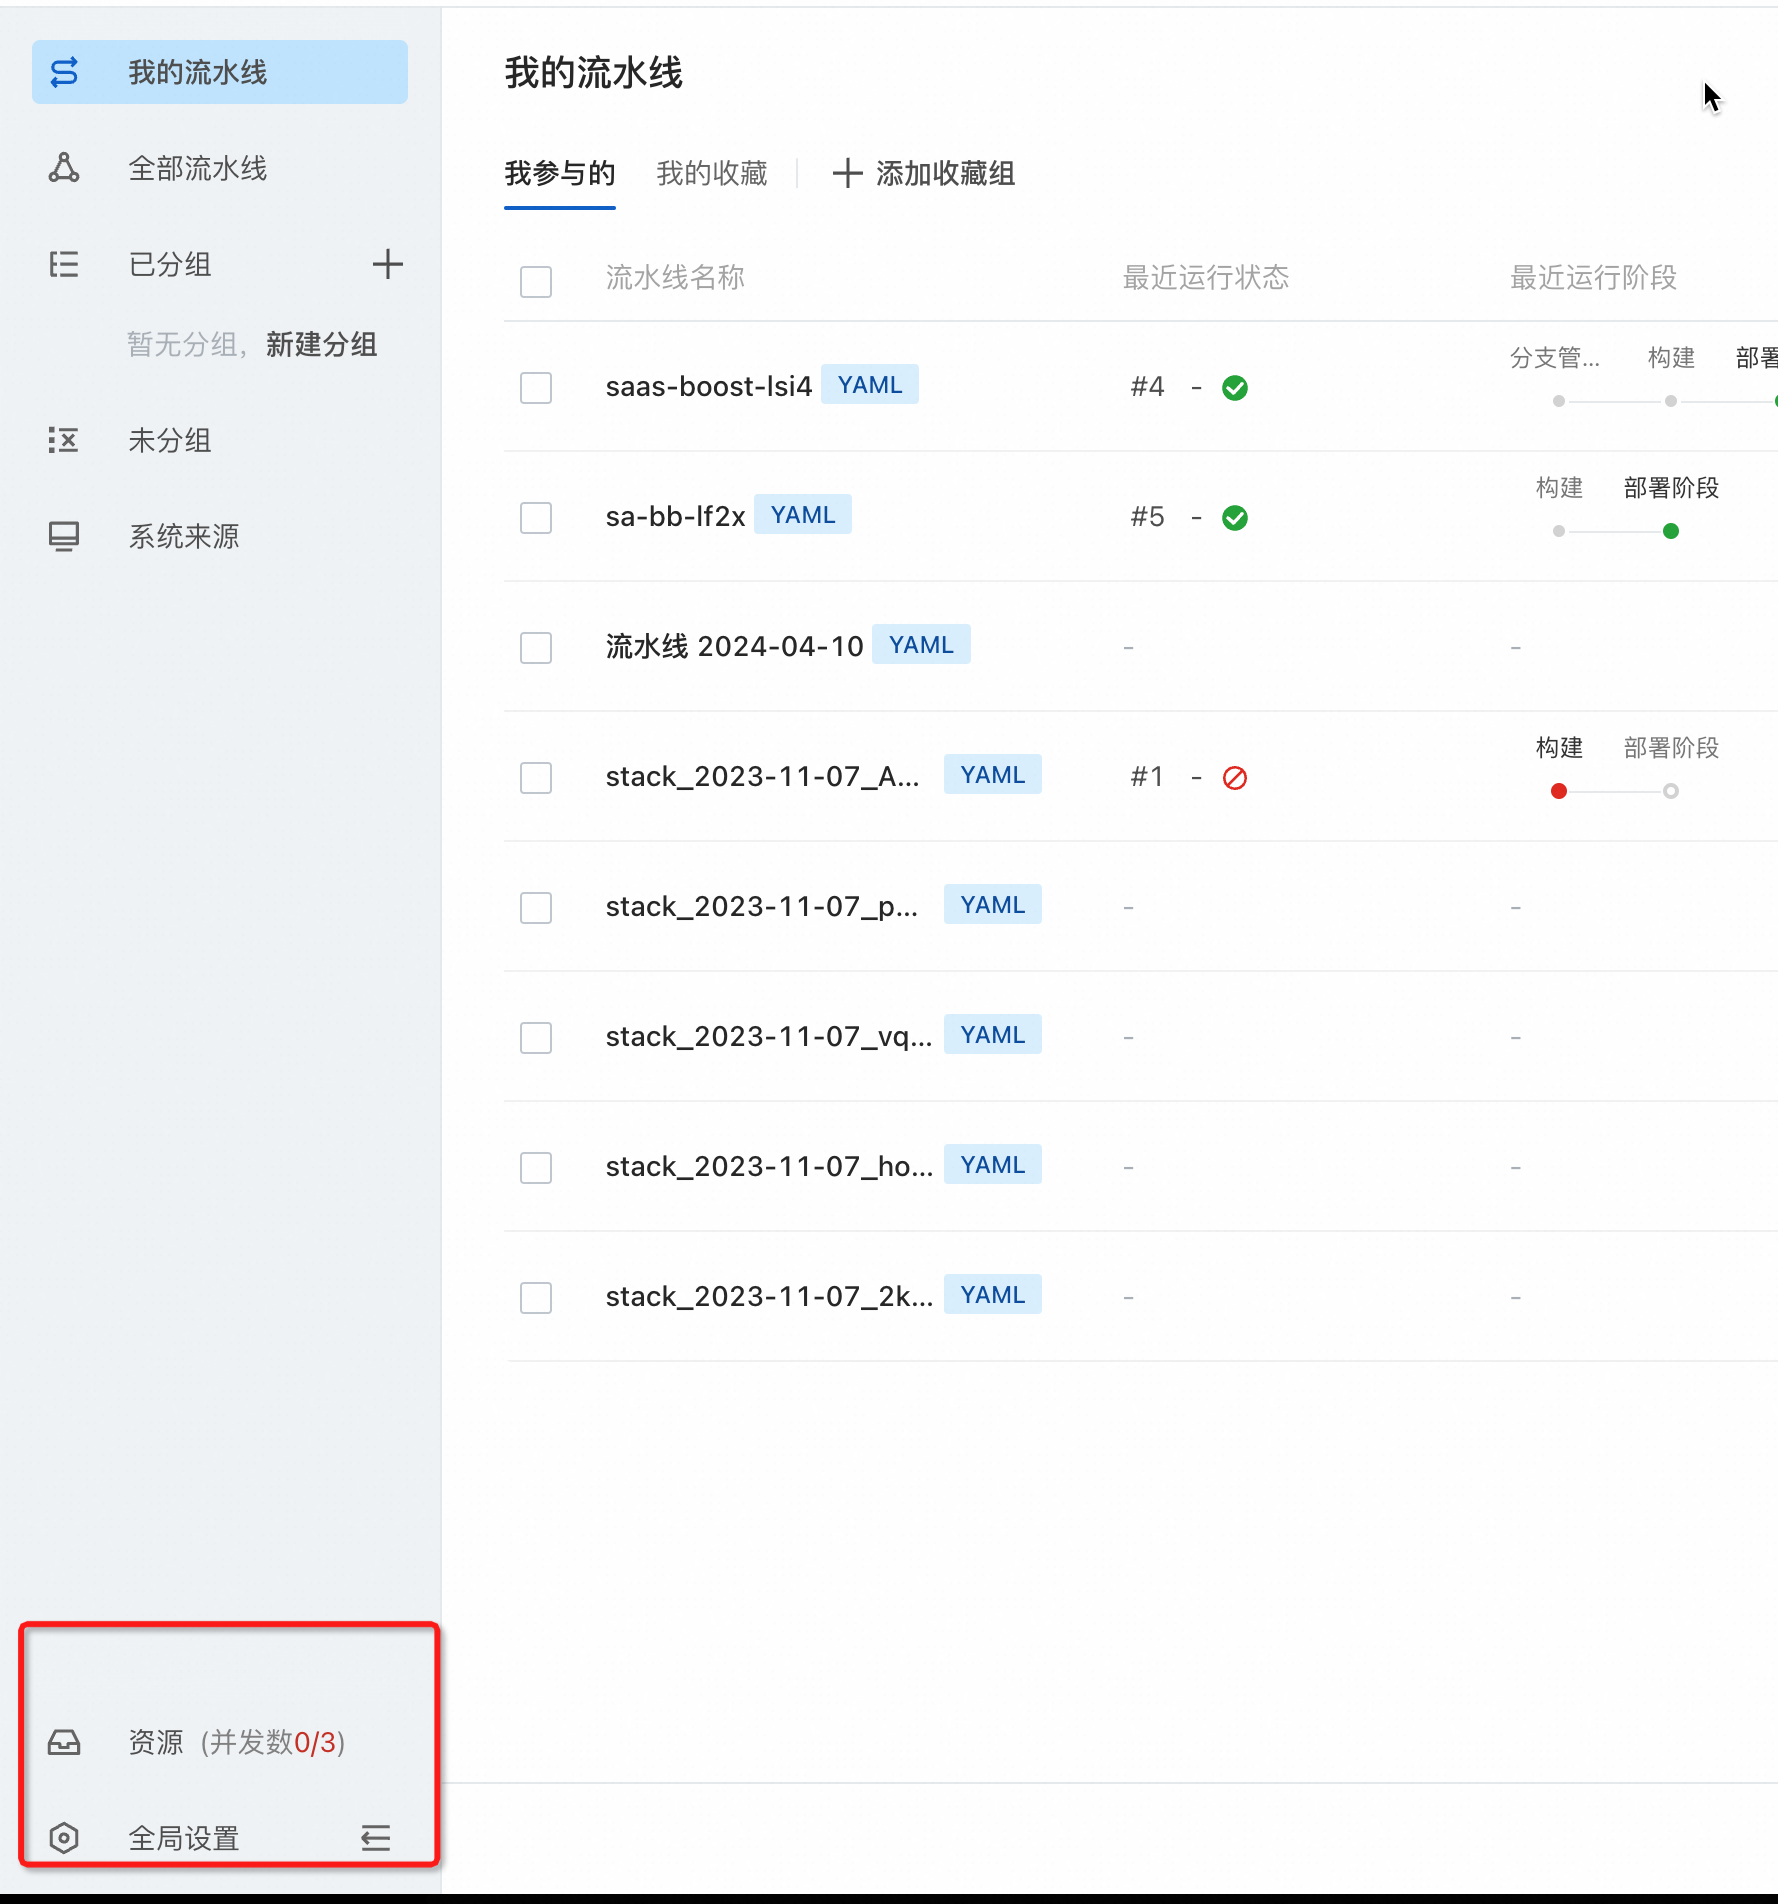 我的流水线
全部流水线
已分组
暂无分组，新建分组
未分组
系统来源
资源 (并发数0/3)
全局设置
我的流水线
我参与的 我的收藏 添加收藏组
流水线名称 最近运行状态 最近运行阶段
saas-boost-lsi4 YAML #4 - 分支管... 构建
sa-bb-lf2x YAML #5 - 构建 部署阶段
流水线 2024-04-10 YAML - -
stack_2023-11-07_A... YAML #1 - 构建 部署阶段
stack_2023-11-07_p... YAML - -
stack_2023-11-07_vq... YAML - -
stack_2023-11-07_ho... YAML - -
stack_2023-11-07_2k... YAML - -